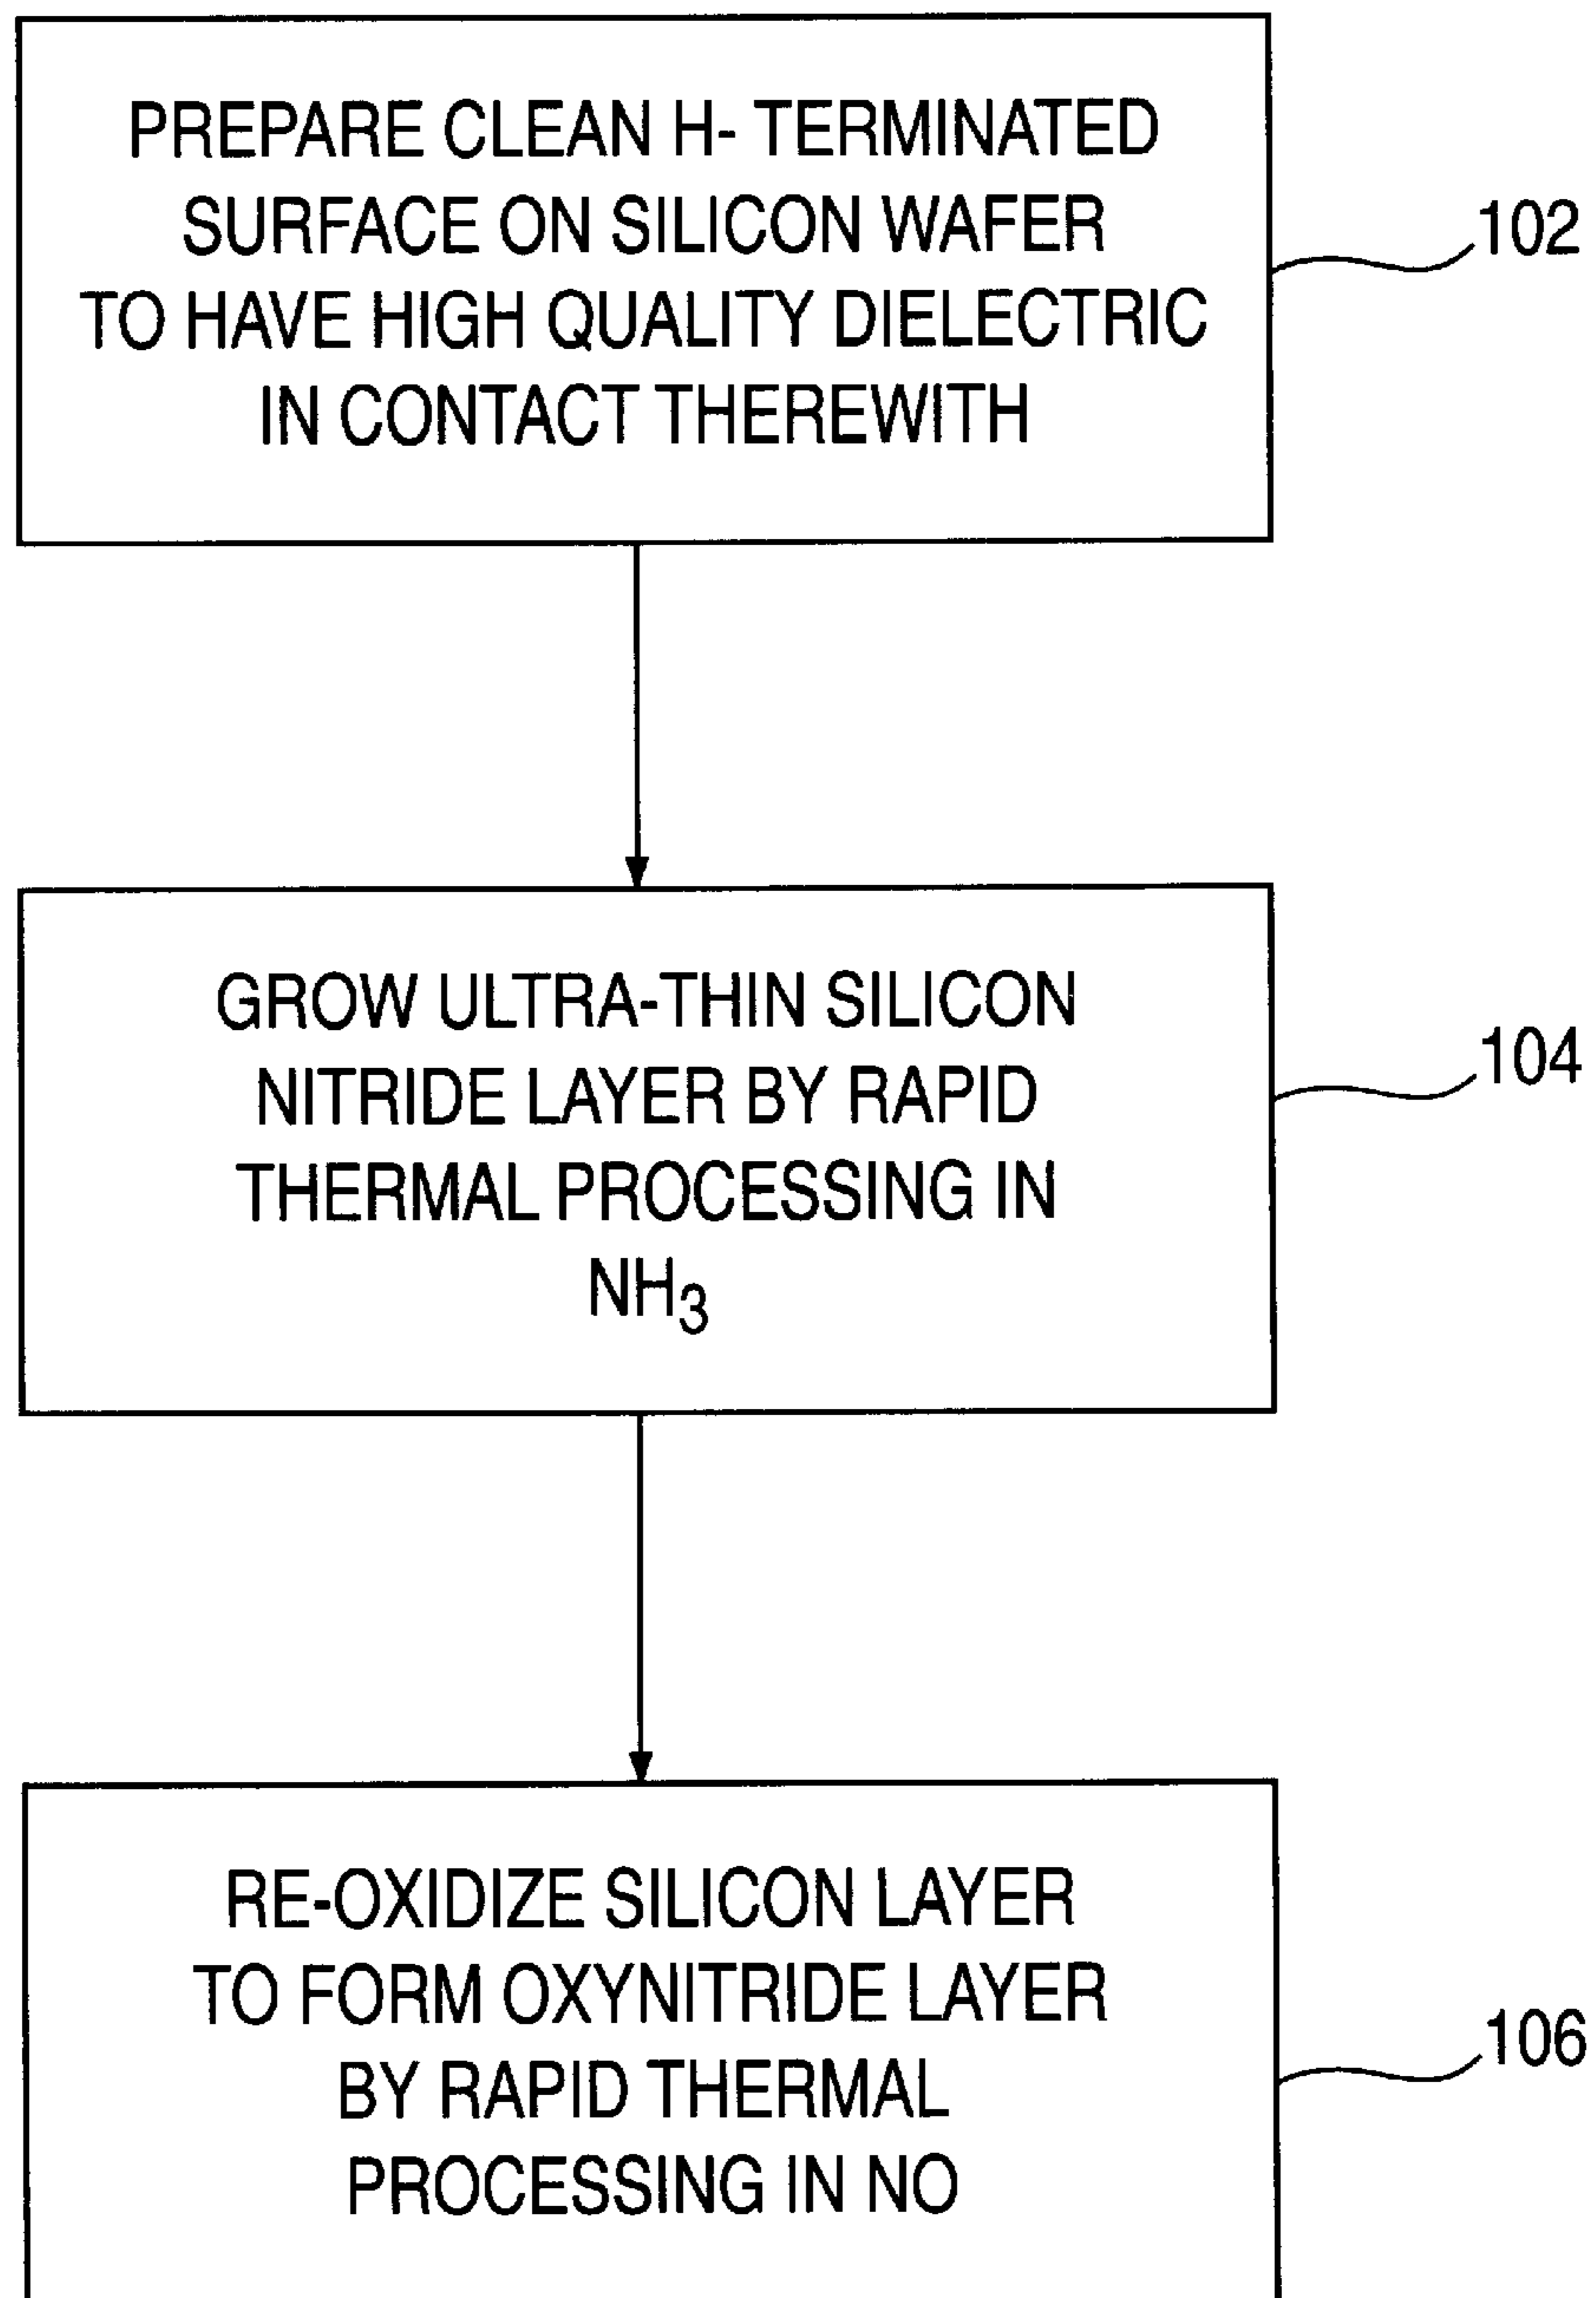 PREPARE CLEAN H- TERMINATED
SURFACE ON SILICON WAFER
TO HAVE HIGH QUALITY DIELECTRIC
IN CONTACT THEREWITH
102
GROW ULTRA-THIN SILICON
NITRIDE LAYER BY RAPID
THERMAL PROCESSING IN
NH3
104
RE-OXIDIZE SILICON LAYER
TO FORM OXYNITRIDE LAYER
BY RAPID THERMAL
PROCESSING IN NO
106